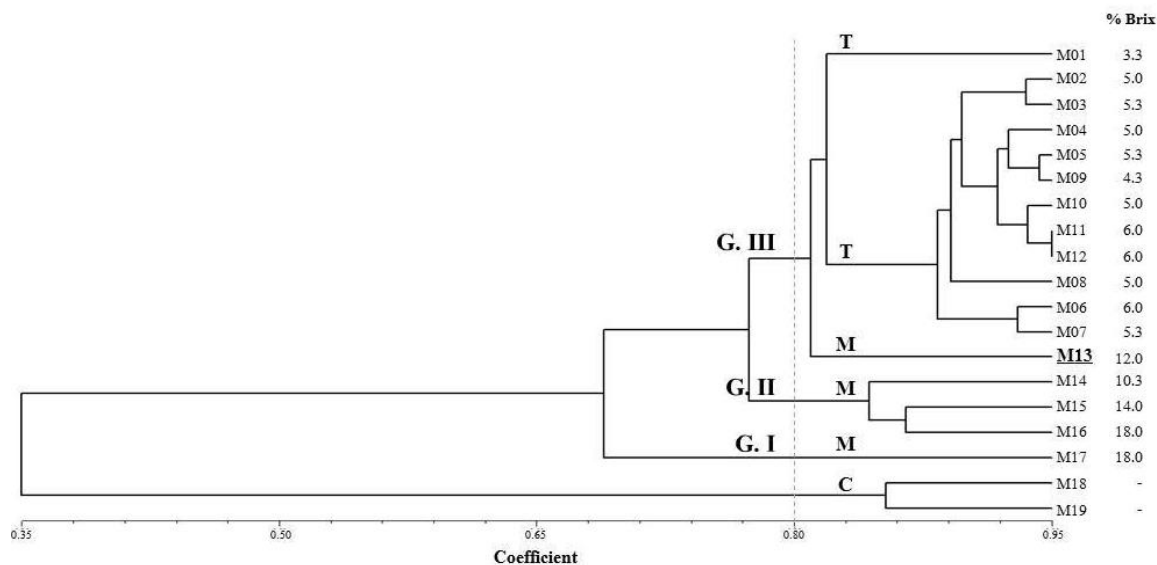 % Brix
T
M01 3.3
M02 5.0
M03 5.3
M04 5.0
M05 5.3
M09 4.3
M10 5.0
M11 6.0
M12 6.0
G. III
T
M08 5.0
M06 6.0
M07 5.3
M
M13 12.0
G. II
M
M14 10.3
M15 14.0
M16 18.0
G. I
M
M17 18.0
C
M18 -
M19 -
0.35 0.50 0.65 0.80 0.95
Coefficient